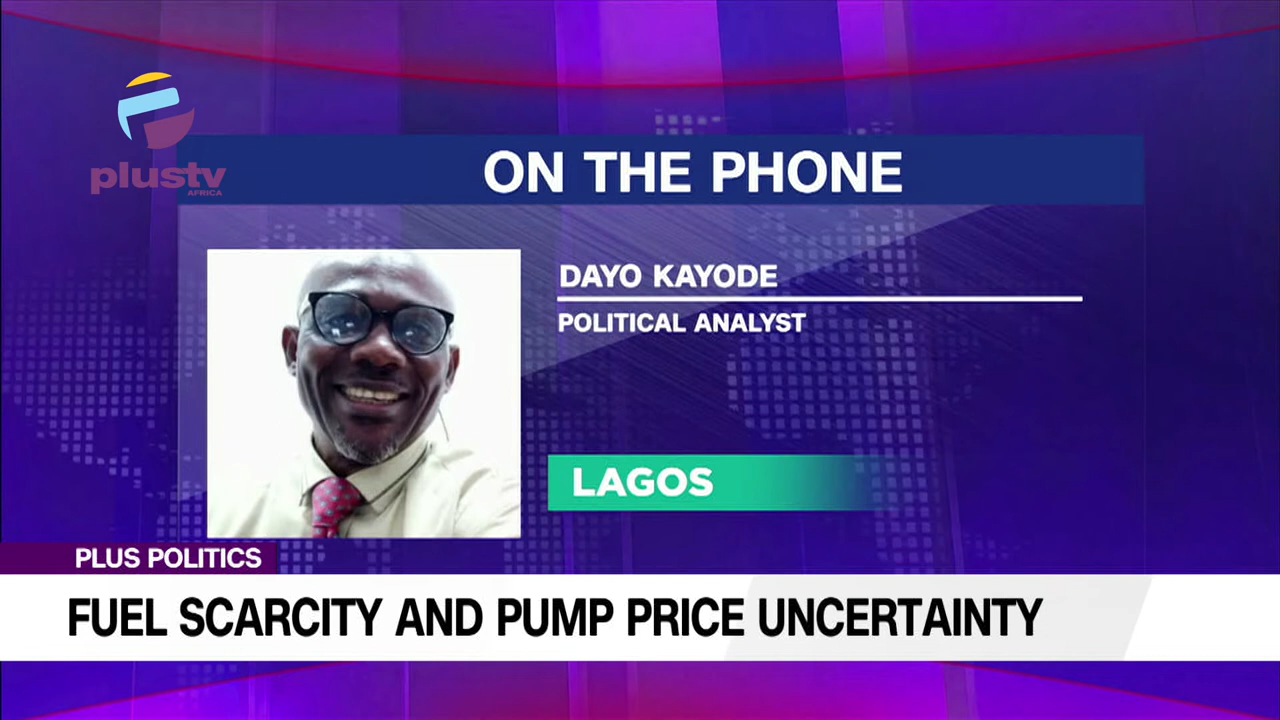 plustv
AFRICA
ON THE PHONE
DAYO KAYODE
POLITICAL ANALYST
LAGOS
PLUS POLITICS
FUEL SCARCITY AND PUMP PRICE UNCERTAINTY